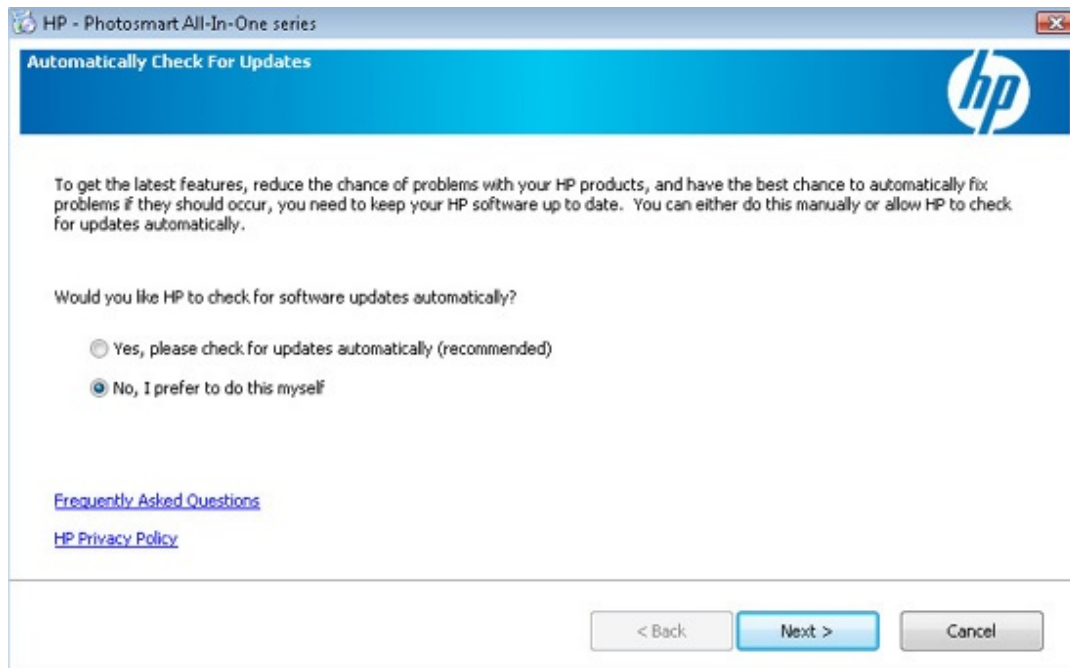 HP - Photosmart All-In-One series
Automatically Check For Updates
hp
To get the latest features, reduce the chance of problems with your HP products, and have the best chance to automatically fix
problems if they should occur, you need to keep your HP software up to date.  You can either do this manually or allow HP to check
for updates automatically.
Would you like HP to check for software updates automatically?
Yes, please check for updates automatically (recommended)
No, I prefer to do this myself
Frequently Asked Questions
HP Privacy Policy
< Back
Next >
Cancel